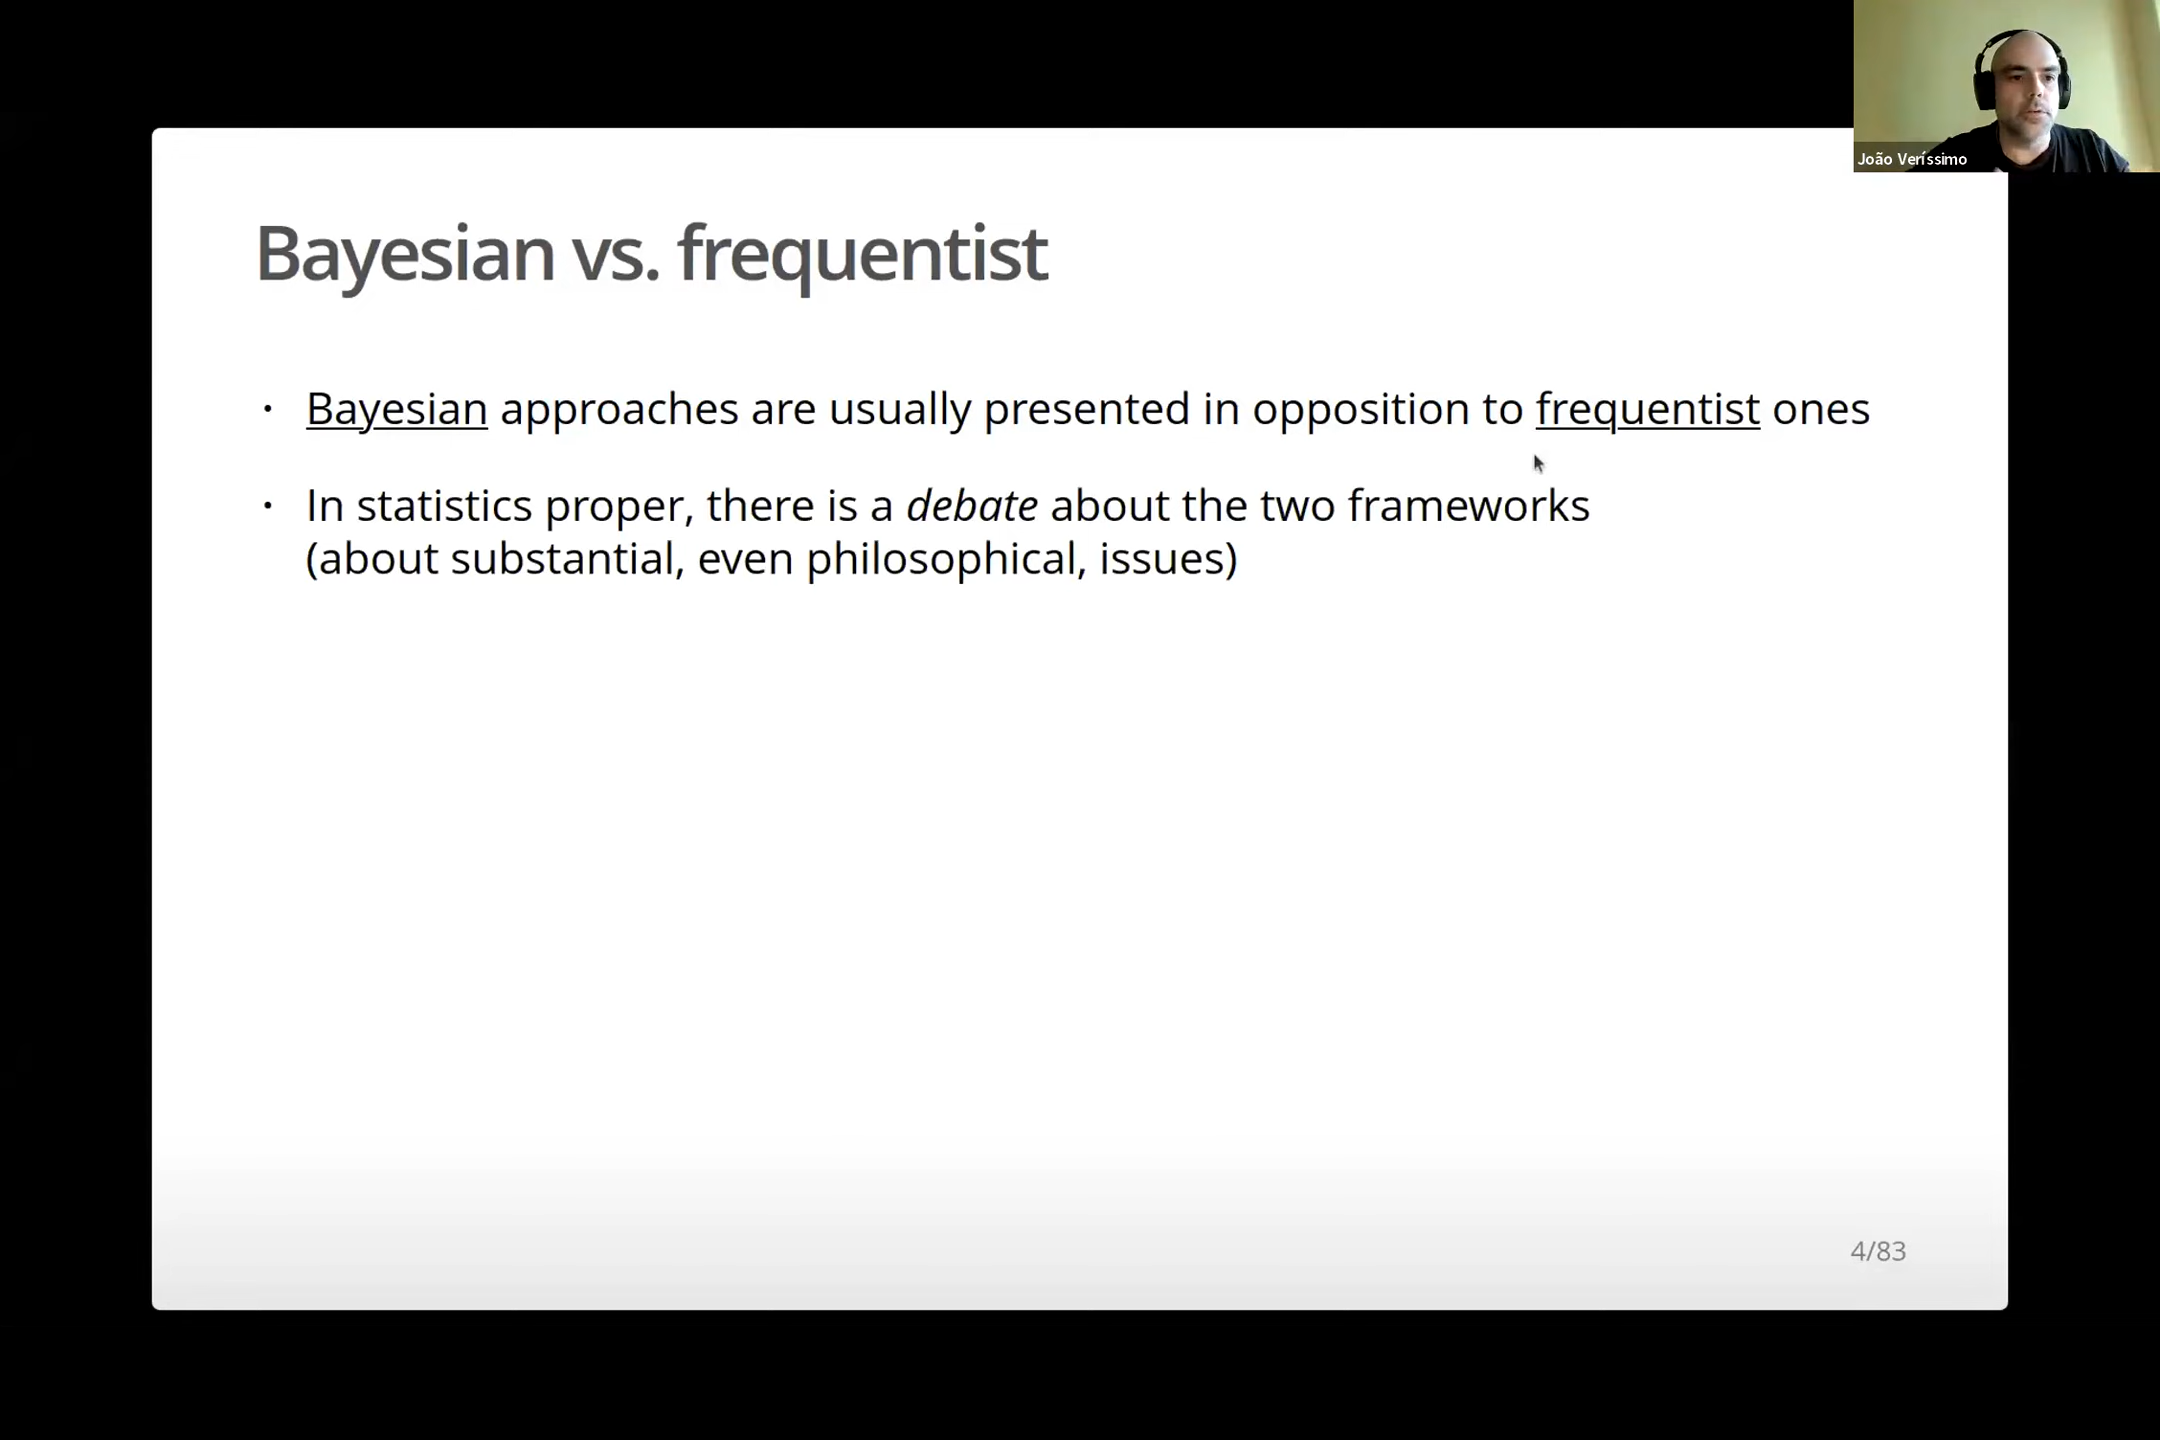 João Veríssimo
Bayesian vs. frequentist
· Bayesian approaches are usually presented in opposition to frequentist ones
· In statistics proper, there is a debate about the two frameworks
(about substantial, even philosophical, issues)
4/83